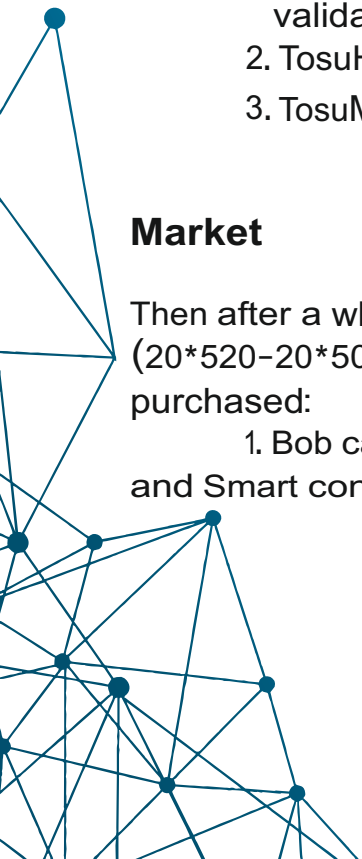 valida
2. TosuH
3. TosuM
Market
Then after a wh
(20*520-20*50
purchased:
1. Bob ca
and Smart con